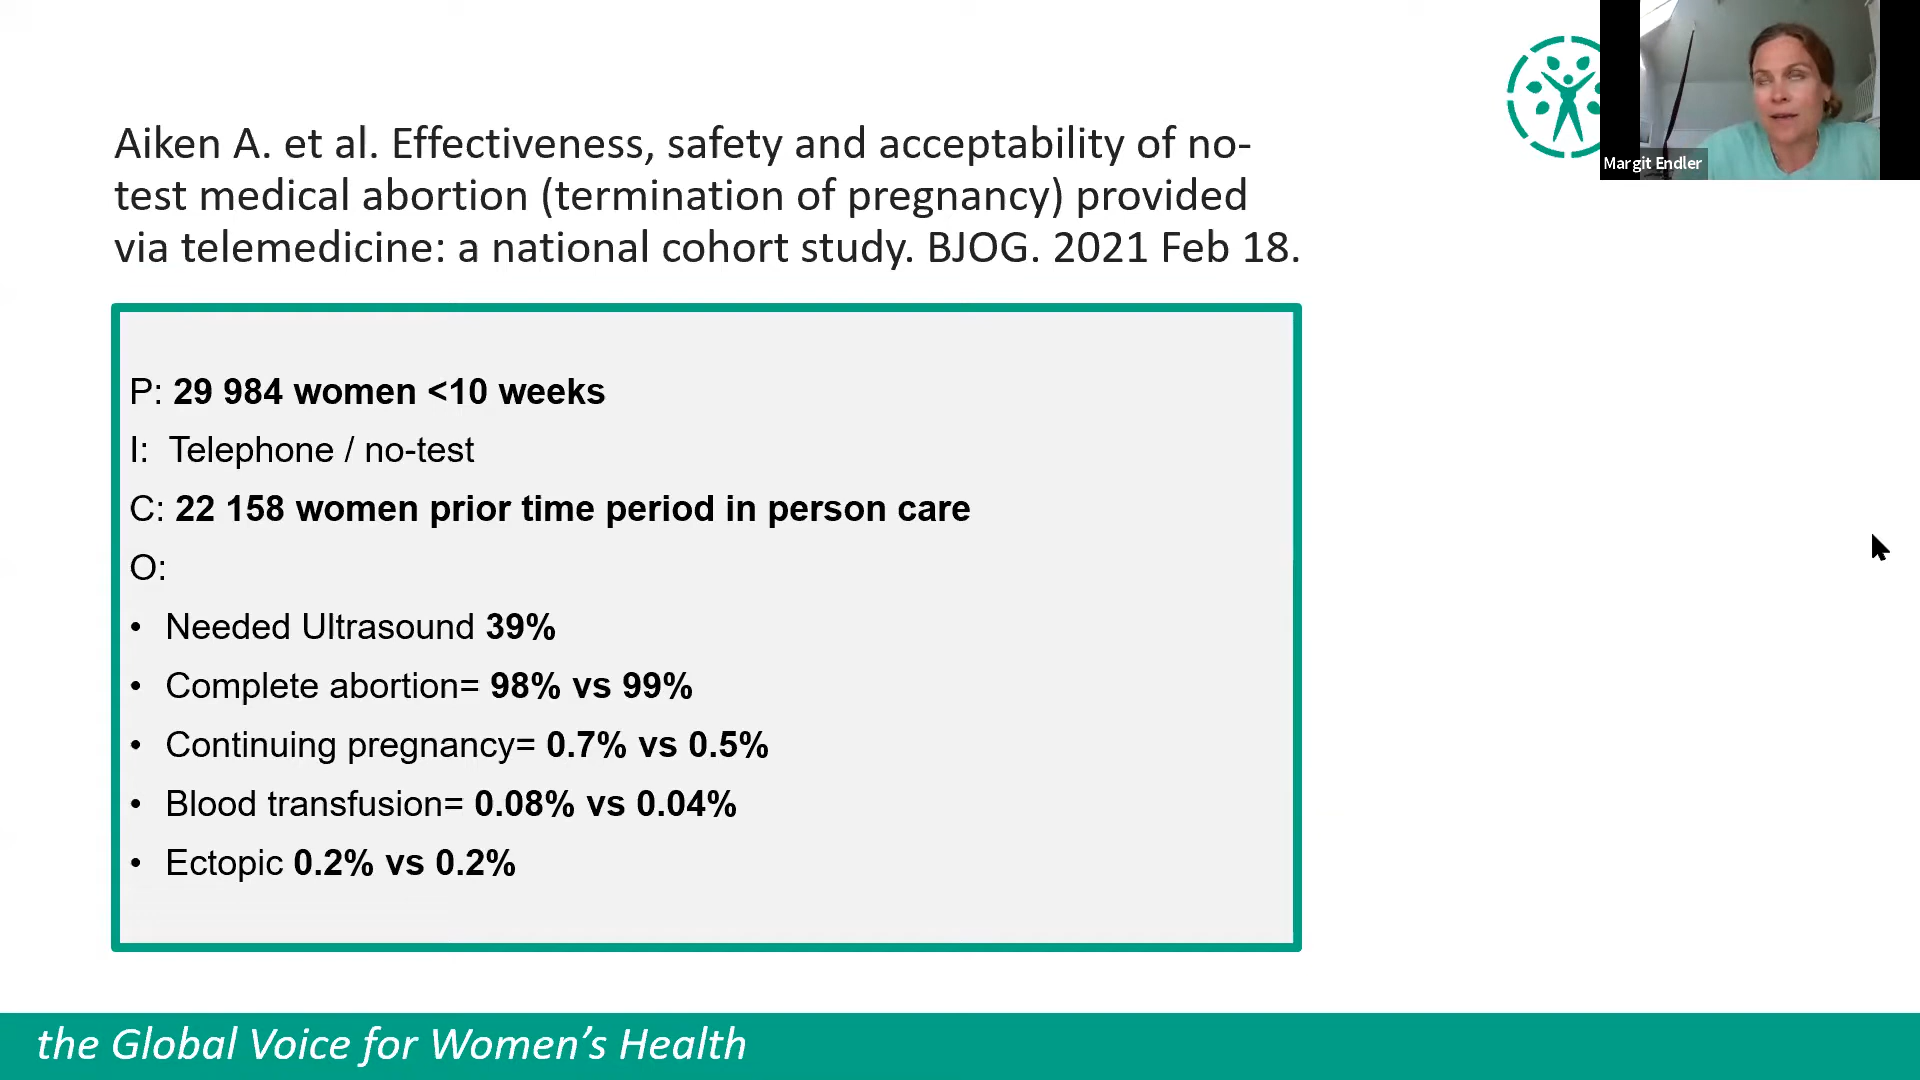 Aiken A. et al. Effectiveness, safety and acceptability of no-
test medical abortion (termination of pregnancy) provided
via telemedicine: a national cohort study. BJOG. 2021 Feb 18.
Margit Endler
P: 29 984 women <10 weeks
I: Telephone / no-test
C: 22 158 women prior time period in person care
O:
• Needed Ultrasound 39%
• Complete abortion= 98% vs 99%
• Continuing pregnancy= 0.7% vs 0.5%
• Blood transfusion= 0.08% vs 0.04%
• Ectopic 0.2% vs 0.2%
the Global Voice for Women’s Health